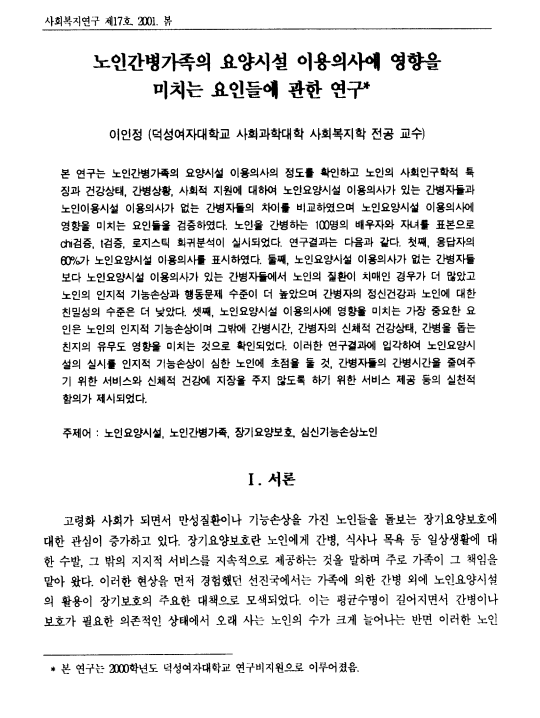 사회복지연구 제17호, 2001. 봄
노인간병가족의 요양시설 이용의사에 영향을
미치는 요인들에 관한 연구*
이인정 (덕성여자대학교 사회과학대학 사회복지학 전공 교수)
본 연구는 노인간병가족의 요양시설 이용의사의 정도를 확인하고 노인의 사회인구학적 특
징과 건강상태, 간병상황, 사회적 지원에 대하여 노인요양시설 이용의사가 있는 간병자들과
노인이용시설 이용의사가 없는 간병자들의 차이를 비교하였으며 노인요양시설 이용의사에
영향을 미치는 요인들을 검증하였다. 노인을 간병하는 100명의 배우자와 자녀를 표본으로
chi검증, t검증, 로지스틱 회귀분석이 실시되었다. 연구결과는 다음과 같다. 첫째, 응답자의
60%가 노인요양시설 이용의사를 표시하였다. 둘째, 노인요양시설 이용의사가 없는 간병자들
보다 노인요양시설 이용의사가 있는 간병자들에서 노인의 질환이 치매인 경우가 더 많았고
노인의 인지적 기능손상과 행동문제 수준이 더 높았으며 간병자의 정신건강과 노인에 대한
친밀성의 수준은 더 낮았다. 셋째, 노인요양시설 이용의사에 영향을 미치는 가장 중요한 요
인은 노인의 인지적 기능손상이며 그밖에 간병시간, 간병자의 신체적 건강상태, 간병을 돕는
친지의 유무도 영향을 미치는 것으로 확인되었다. 이러한 연구결과에 입각하여 노인요양시
설의 실시를 인지적 기능손상이 심한 노인에 초점을 둘 것, 간병자들의 간병시간을 줄여주
기 위한 서비스와 신체적 건강에 지장을 주지 않도록 하기 위한 서비스 제공 등의 실천적
함의가 제시되었다.
주제어 : 노인요양시설, 노인간병가족, 장기요양보호, 심신기능손상노인
I. 서론
고령화 사회가 되면서 만성질환이나 기능손상을 가진 노인들을 돌보는 장기요양보호에
대한 관심이 증가하고 있다. 장기요양보호란 노인에게 간병, 식사나 목욕 등 일상생활에 대
한 수발, 그 밖의 지지적 서비스를 지속적으로 제공하는 것을 말하며 주로 가족이 그 책임을
맡아 왔다. 이러한 현상을 먼저 경험했던 선진국에서는 가족에 의한 간병 외에 노인요양시설
의 활용이 장기보호의 주요한 대책으로 모색되었다. 이는 평균수명이 길어지면서 간병이나
보호가 필요한 의존적인 상태에서 오래 사는 노인의 수가 크게 늘어나는 반면 이러한 노인
* 본 연구는 2000학년도 덕성여자대학교 연구비지원으로 이루어졌음.